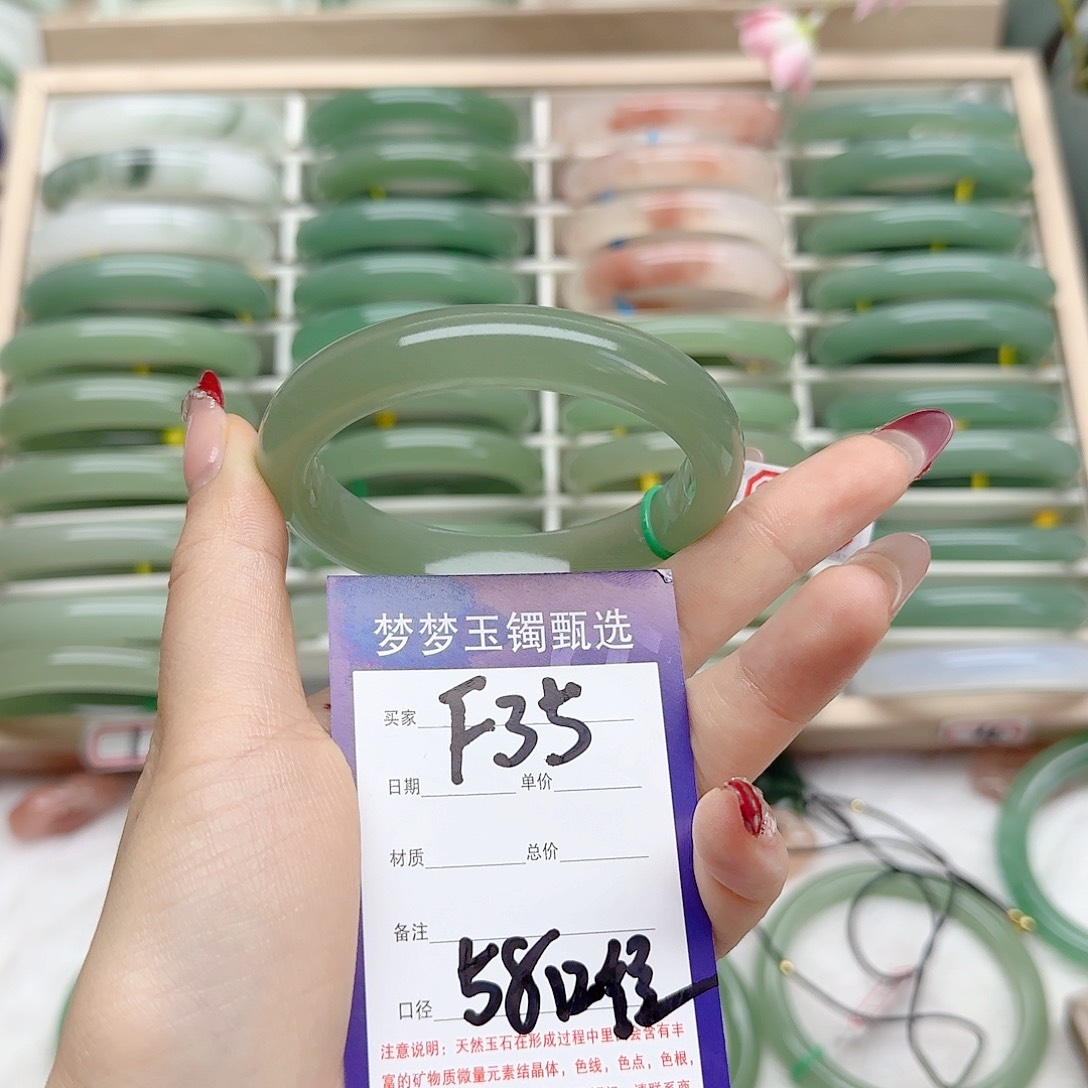 梦梦玉镯甄选
买家 F35
日期 单价
材质 总价
备注
口径 58口径
注意说明：天然玉石在形成过程中里 会含有丰
富的矿物质微量元素结晶体，色线，色点，色根，